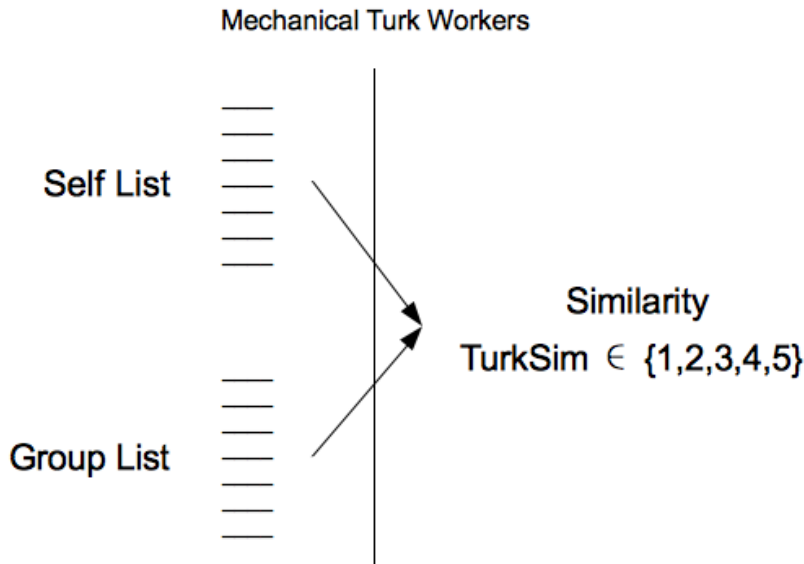 Mechanical Turk Workers
Self List
Similarity
TurkSim ∈ {1,2,3,4,5}
Group List